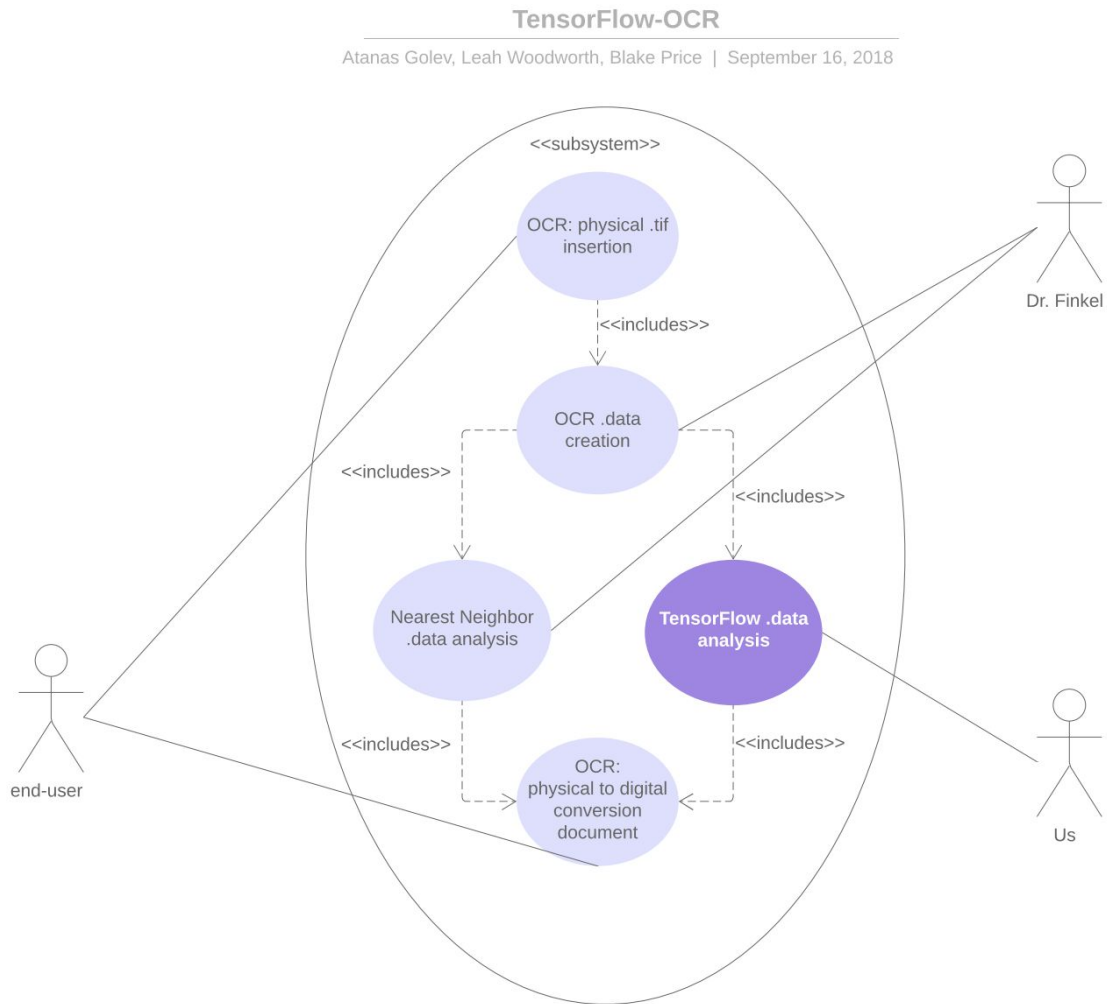 TensorFlow-OCR
Atanas Golev, Leah Woodworth, Blake Price | September 16, 2018
<<subsystem>>
OCR: physical .tif
insertion
Dr. Finkel
<<includes>>
OCR .data
creation
<<includes>>
<<includes>>
Nearest Neighbor
.data analysis
TensorFlow .data
analysis
<<includes>>
<<includes>>
OCR:
physical to digital
conversion
document
end-user
Us